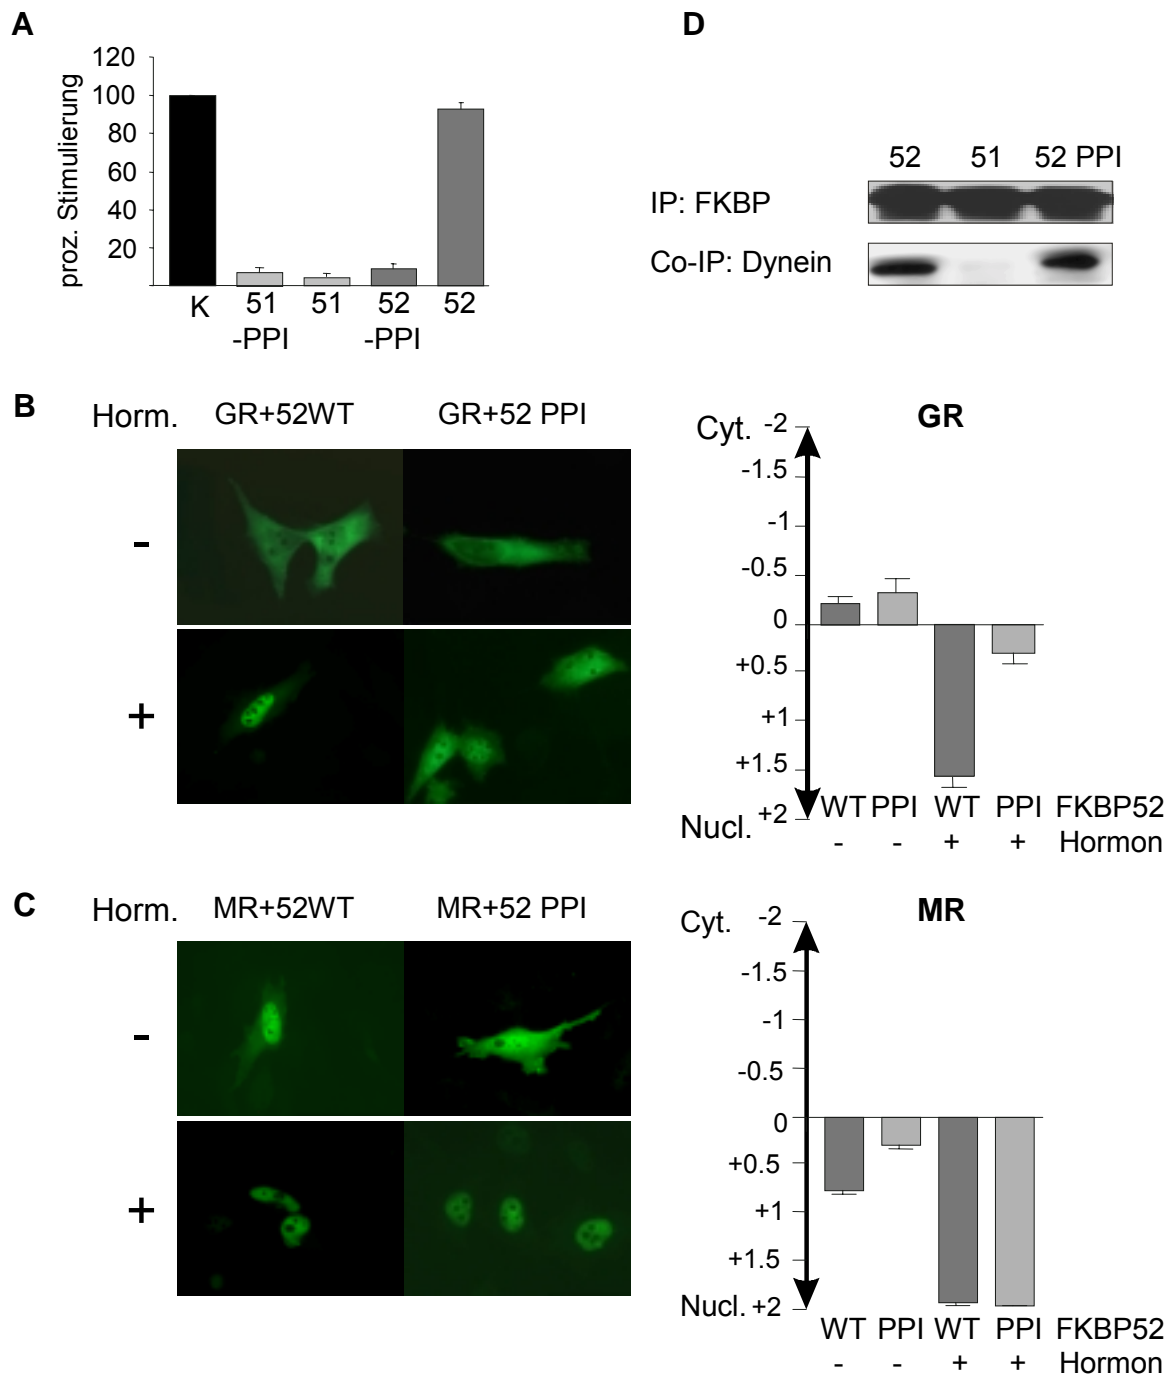 A
proz. Stimulierung
120
100
80
60
40
20
K
51
-PPI
51
52
-PPI
52
D
52 51 52 PPI
IP: FKBP
Co-IP: Dynein
B
Horm. GR+52WT GR+52 PPI
-
+
GR
Cyt. -2
-1.5
-1
-0.5
0
+0.5
+1
+1.5
Nucl. +2
WT PPI WT PPI FKBP52
- - + + Hormon
C
Horm. MR+52WT MR+52 PPI
-
+
MR
Cyt. -2
-1.5
-1
-0.5
0
+0.5
+1
+1.5
Nucl. +2
WT PPI WT PPI FKBP52
- - + + Hormon